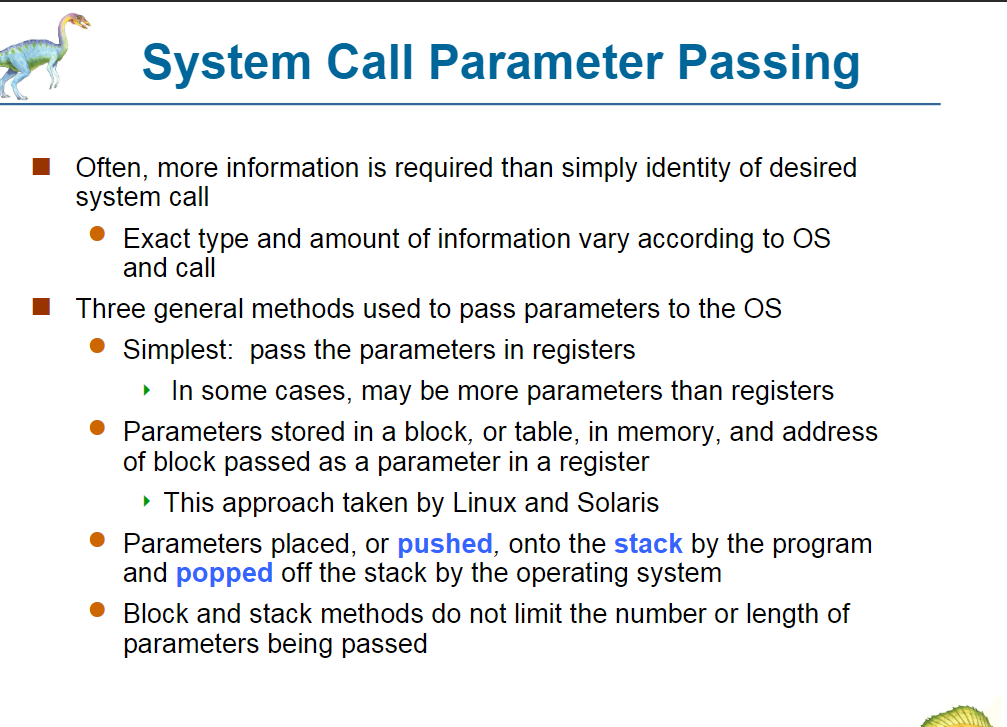 System Call Parameter Passing
Often, more information is required than simply identity of desired
system call
Exact type and amount of information vary according to OS
and call
Three general methods used to pass parameters to the OS
Simplest:  pass the parameters in registers
In some cases, may be more parameters than registers
Parameters stored in a block, or table, in memory, and address
of block passed as a parameter in a register
This approach taken by Linux and Solaris
Parameters placed, or pushed, onto the stack by the program
and popped off the stack by the operating system
Block and stack methods do not limit the number or length of
parameters being passed